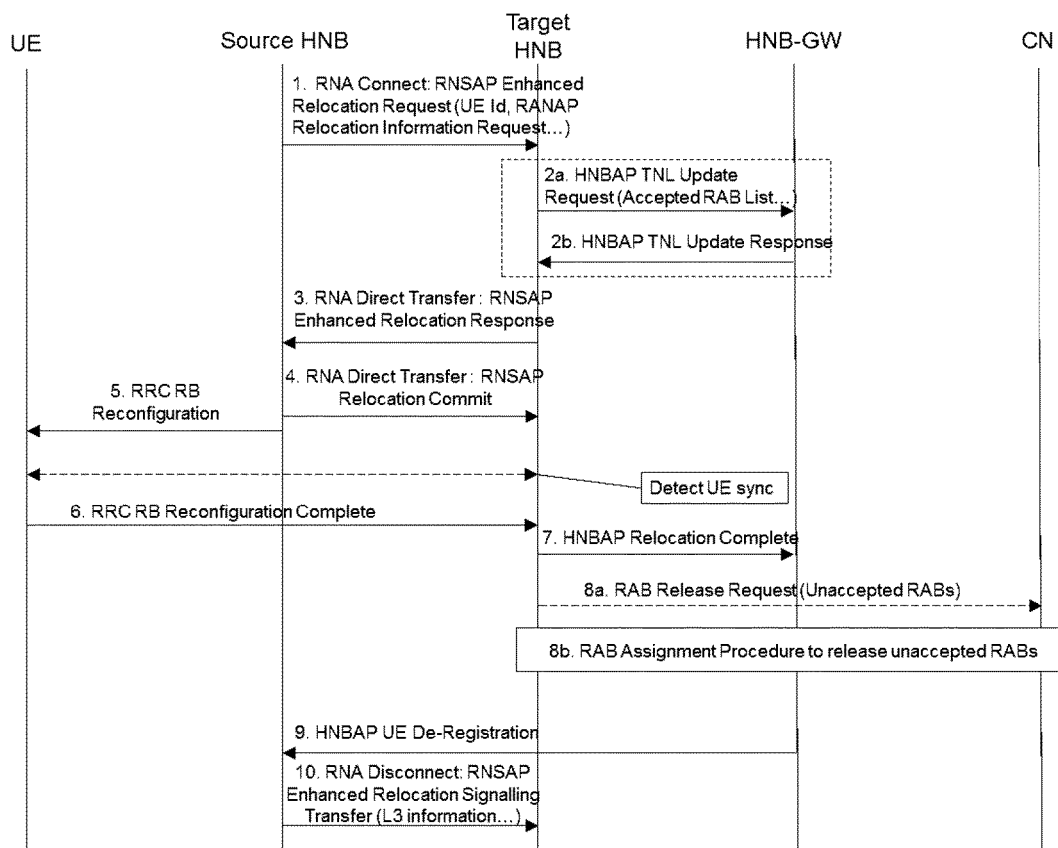 UE
Source HNB
Target
HNB
HNB-GW
CN
1. RNA Connect: RNSAP Enhanced
Relocation Request (UE Id, RANAP
Relocation Information Request…)
2a. HNBAP TNL Update
Request (Accepted RAB List…)
2b. HNBAP TNL Update Response
3. RNA Direct Transfer : RNSAP
Enhanced Relocation Response
4. RNA Direct Transfer : RNSAP
Relocation Commit
5. RRC RB
Reconfiguration
Detect UE sync
6. RRC RB Reconfiguration Complete
7. HNBAP Relocation Complete
8a. RAB Release Request (Unaccepted RABs)
8b. RAB Assignment Procedure to release unaccepted RABs
9. HNBAP UE De-Registration
10. RNA Disconnect: RNSAP
Enhanced Relocation Signalling
Transfer (L3 information…)